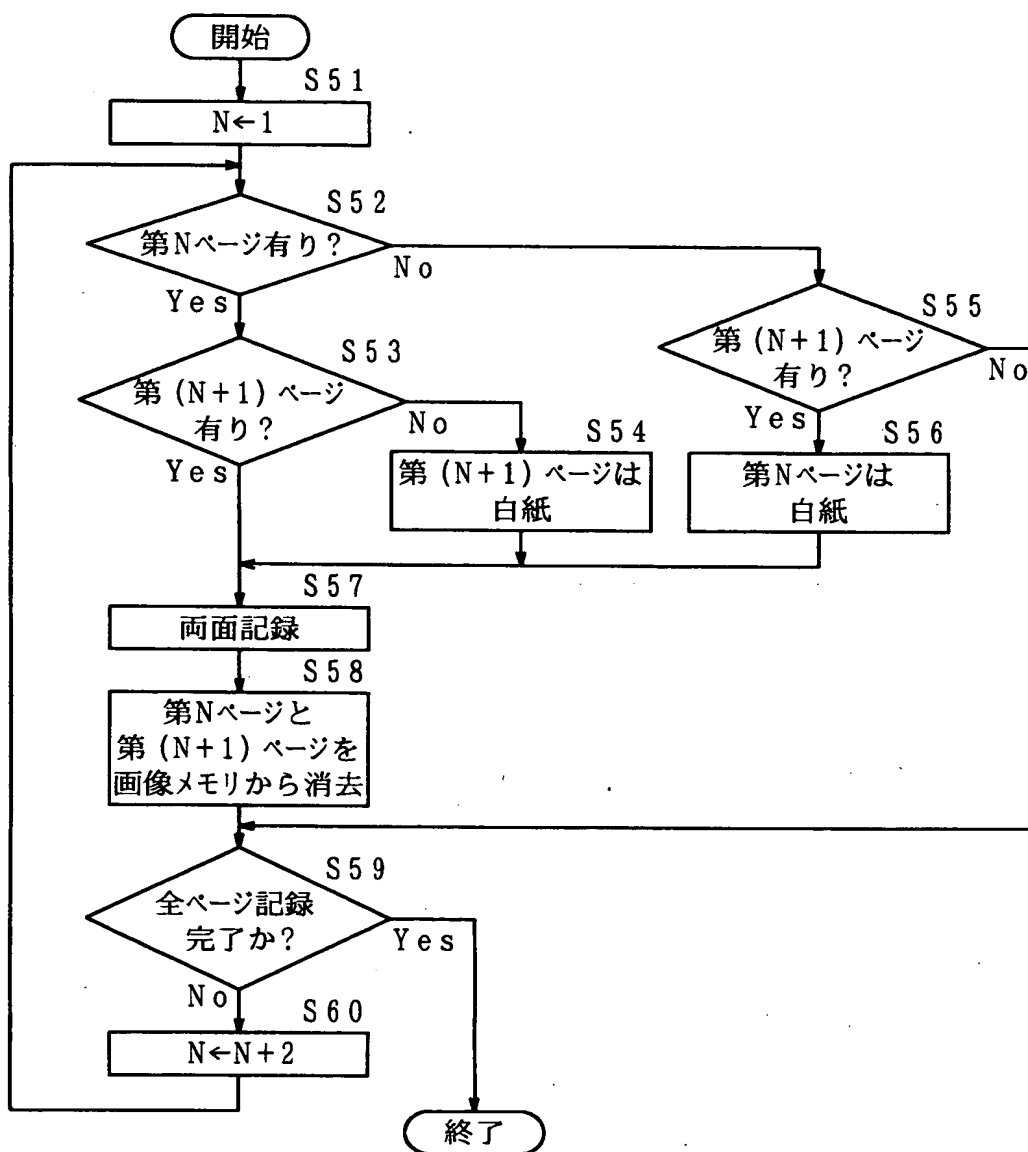 開始
S51
N←1
S52
第Nページ有り?
No
Yes
S55
第(N+1)ページ
有り?
No
Yes
S53
第(N+1)ページ
有り?
No
Yes
S54
第(N+1)ページは
白紙
S56
第Nページは
白紙
S57
両面記録
S58
第Nページと
第(N+1)ページを
画像メモリから消去
S59
全ページ記録
完了か?
Yes
No
S60
N←N+2
終了